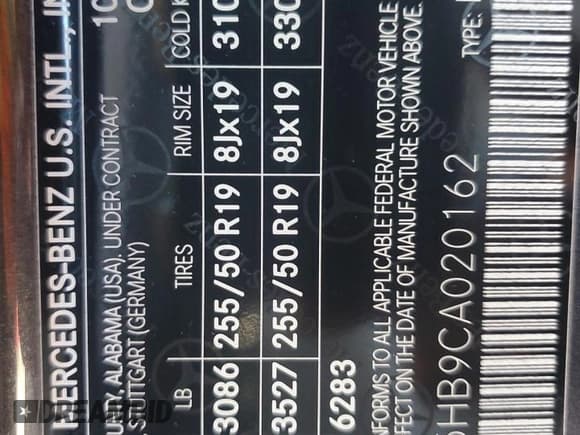 MERCEDES-BENZ U.S. INTL., IN
10
ALABAMA (USA), UNDER CONTRACT
STUTTGART (GERMANY)
LB TIRES RIM SIZE COLD K
3086 255/50 R19 8Jx19 310
3527 255/50 R19 8Jx19 330
6283
NFORMS TO ALL APPLICABLE FEDERAL MOTOR VEHICLE
FFECT ON THE DATE OF MANUFACTURE SHOWN ABOVE.
HB9CA020162
TYPE:
DREAMBID